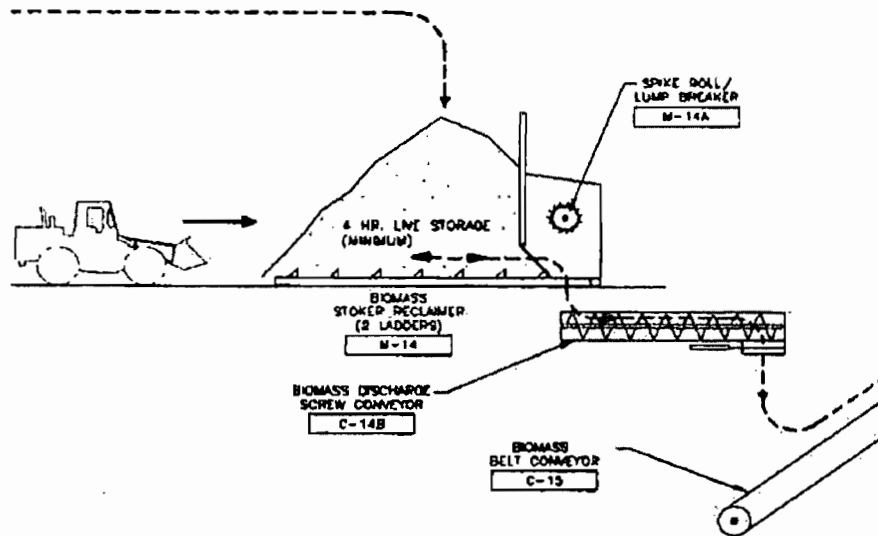 SPIKE ROLL/
LUMP BREAKER
M-14A
4 HR. LIVE STORAGE
(MINIMUM)
BIOMASS
STOKER RECLAIMER
(2 LADDERS)
M-14
BIOMASS DISCHARGE
SCREW CONVEYOR
C-14B
BIOMASS
BELT CONVEYOR
C-15